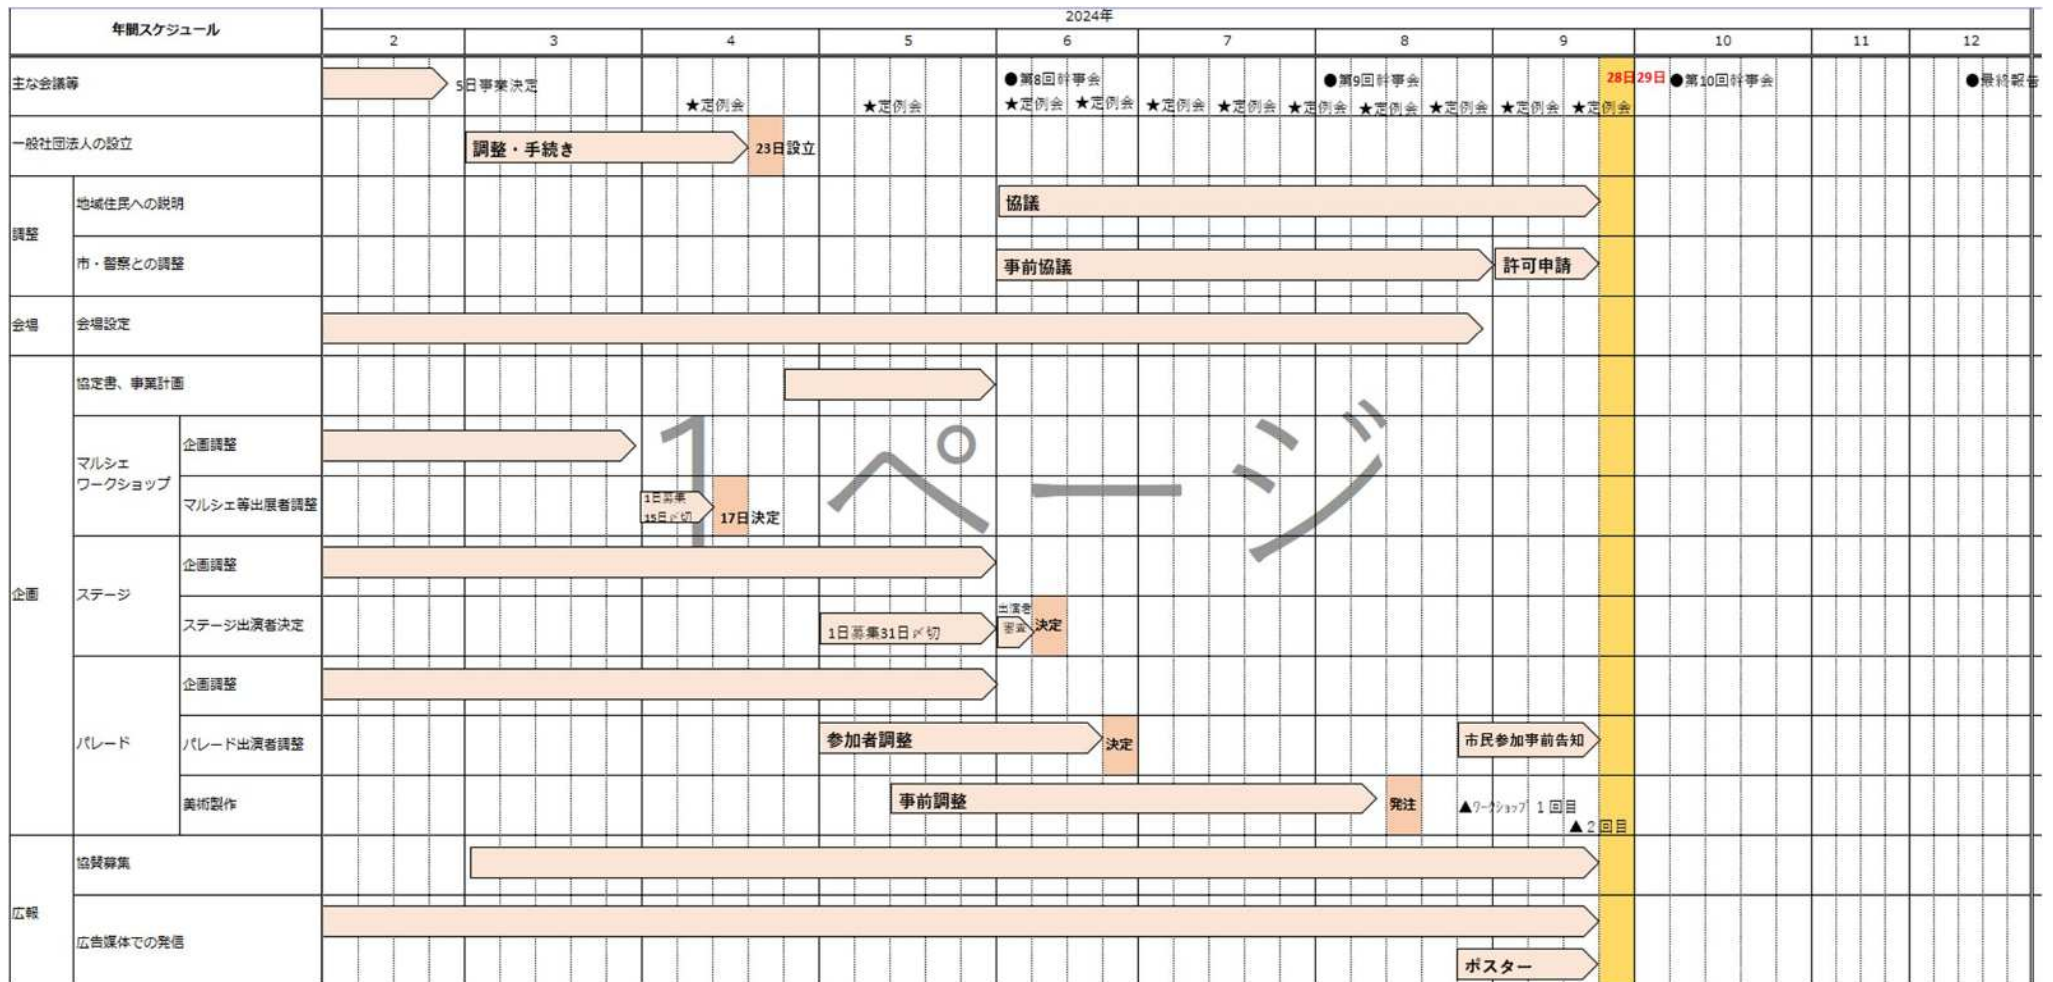 年間スケジュール
2024年
2 3 4 5 6 7 8 9 10 11 12
主な会議等
5日事業決定
●第8回幹事会
●第9回幹事会
28日29日
●第10回幹事会
●最終報告
★定例会 ★定例会 ★定例会 ★定例会 ★定例会 ★定例会 ★定例会 ★定例会 ★定例会 ★定例会 ★定例会
一般社団法人の設立
調整・手続き
23日設立
調整
地域住民への説明
協議
市・警察との調整
事前協議
許可申請
会場
会場設定
企画
協定書、事業計画
マルシェ
ワークショップ
企画調整
マルシェ等出展者調整
1日募集
15日〆切
17日決定
1ページ
ステージ
企画調整
ステージ出演者決定
1日募集31日〆切
出演者
審査
決定
パレード
企画調整
パレード出演者調整
参加者調整
決定
市民参加事前告知
美術製作
事前調整
発注
▲ワークショップ 1回目
▲2回目
広報
協賛募集
広告媒体での発信
ポスター